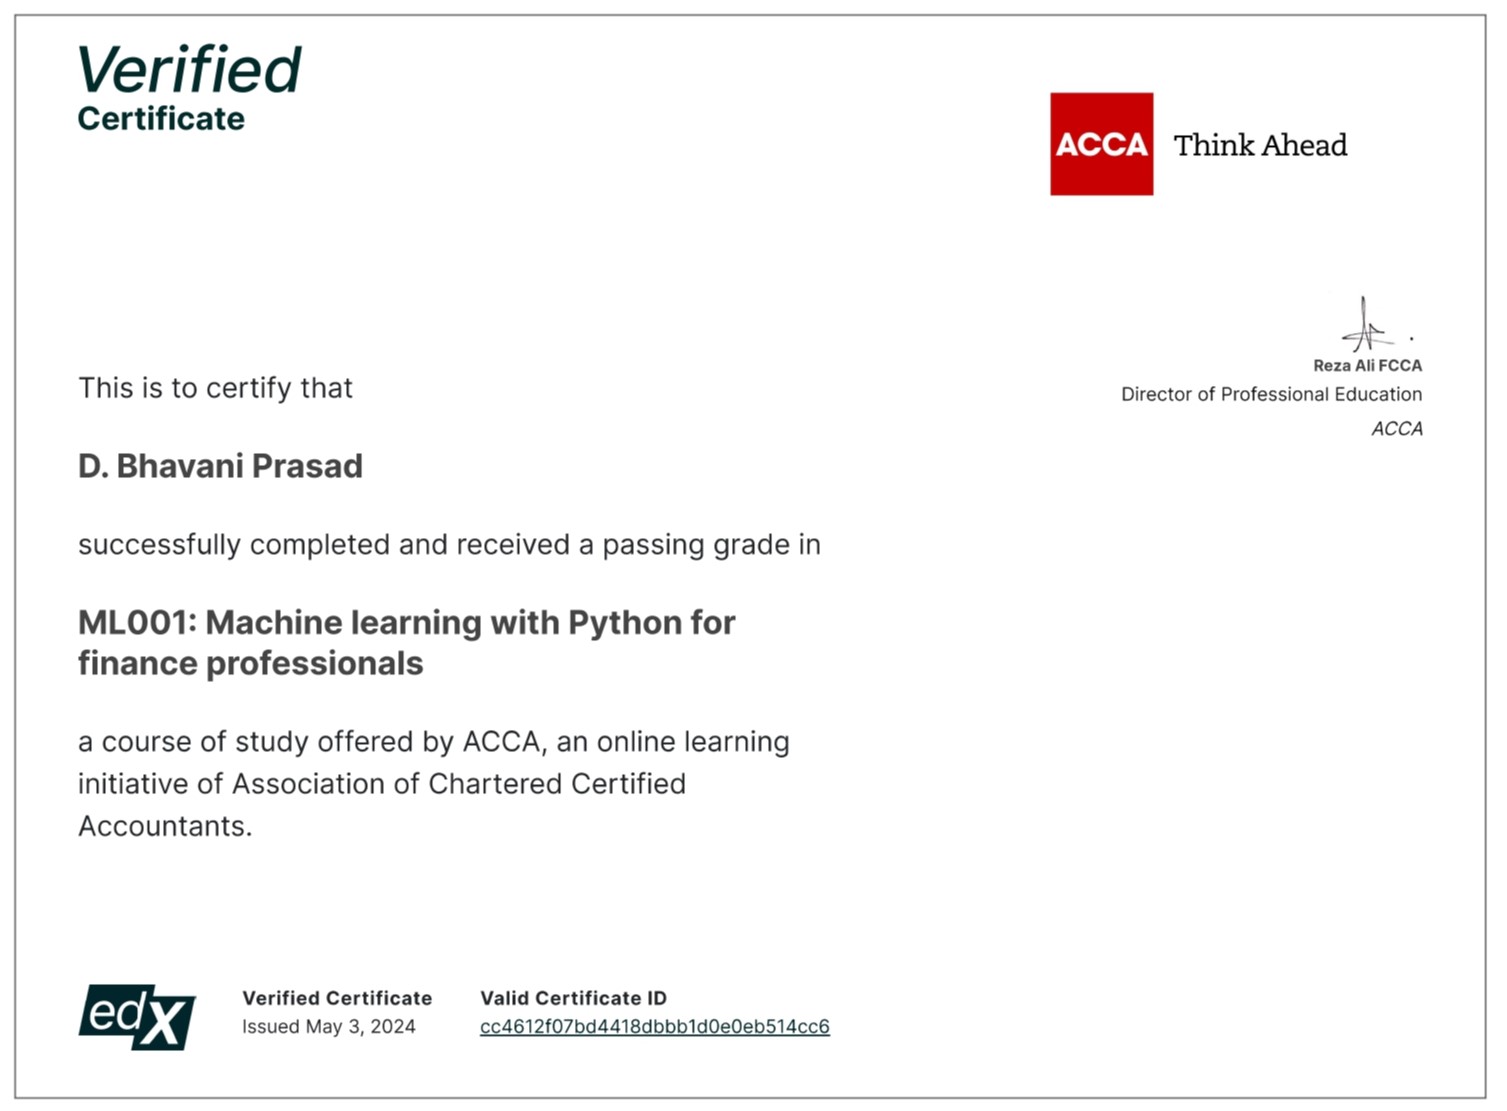 Verified
Certificate
ACCA
Think Ahead
Reza Ali FCCA
Director of Professional Education
ACCA
This is to certify that
D. Bhavani Prasad
successfully completed and received a passing grade in
ML001: Machine learning with Python for
finance professionals
a course of study offered by ACCA, an online learning
initiative of Association of Chartered Certified
Accountants.
edX
Verified Certificate
Issued May 3, 2024
Valid Certificate ID
cc4612f07bd4418dbbb1d0e0eb514cc6